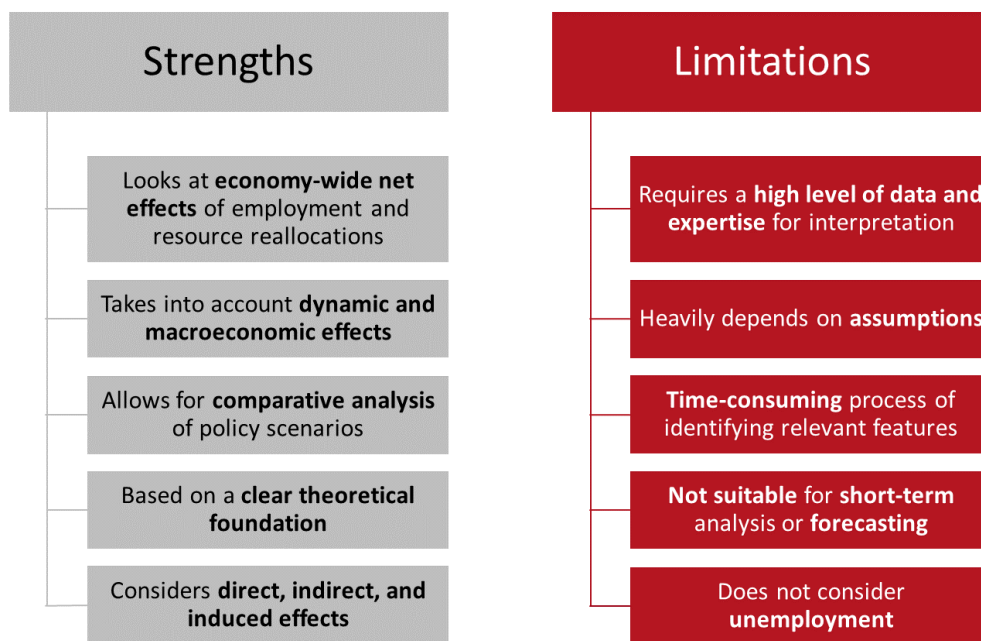 Strengths
Looks at economy-wide net
effects of employment and
resource reallocations
Takes into account dynamic and
macroeconomic effects
Allows for comparative analysis
of policy scenarios
Based on a clear theoretical
foundation
Considers direct, indirect, and
induced effects
Limitations
Requires a high level of data and
expertise for interpretation
Heavily depends on assumptions
Time-consuming process of
identifying relevant features
Not suitable for short-term
analysis or forecasting
Does not consider
unemployment